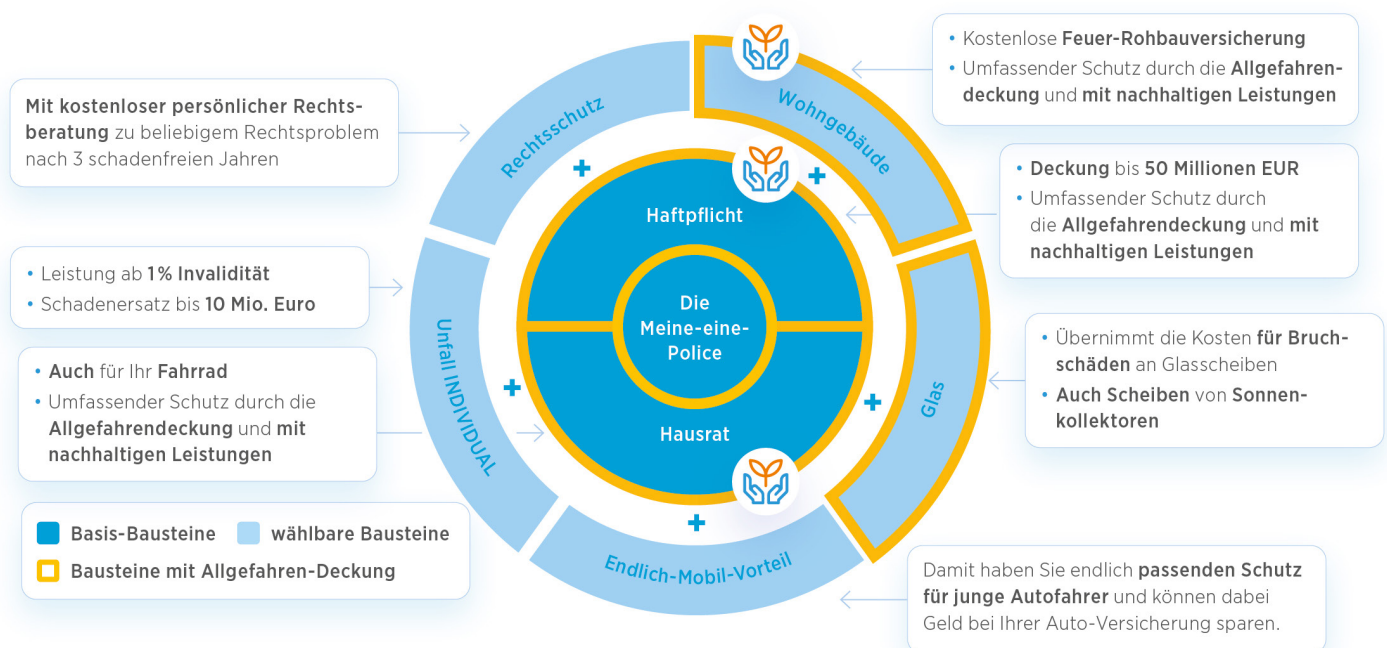 Mit kostenloser persönlicher Rechts-
beratung zu beliebigem Rechtsproblem
nach 3 schadenfreien Jahren
• Leistung ab 1 % Invalidität
• Schadenersatz bis 10 Mio. Euro
• Auch für Ihr Fahrrad
• Umfassender Schutz durch die
Allgefahrendeckung und mit
nachhaltigen Leistungen
Basis-Bausteine
wählbare Bausteine
Bausteine mit Allgefahren-Deckung
Rechtsschutz
Wohngebäude
Unfall INDIVIDUAL
Glas
Endlich-Mobil-Vorteil
+
+
+
+
+
Haftpflicht
Die
Meine-eine-
Police
Hausrat
• Kostenlose Feuer-Rohbauversicherung
• Umfassender Schutz durch die Allgefahren-
deckung und mit nachhaltigen Leistungen
• Deckung bis 50 Millionen EUR
• Umfassender Schutz durch
die Allgefahrendeckung und mit
nachhaltigen Leistungen
• Übernimmt die Kosten für Bruch-
schäden an Glasscheiben
• Auch Scheiben von Sonnen-
kollektoren
Damit haben Sie endlich passenden Schutz
für junge Autofahrer und können dabei
Geld bei Ihrer Auto-Versicherung sparen.